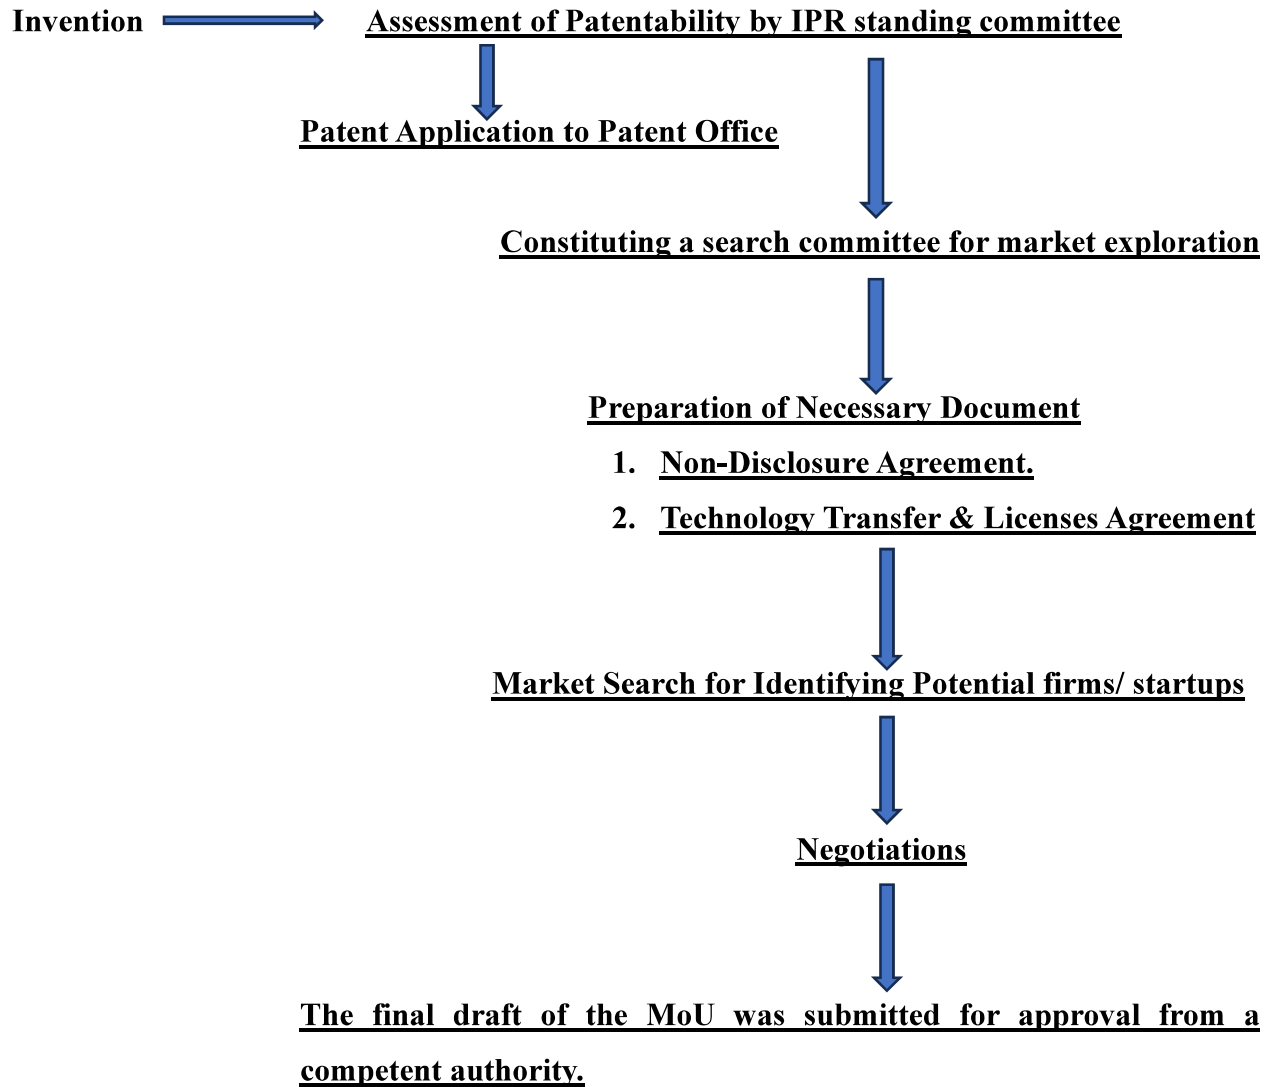 Invention
Assessment of Patentability by IPR standing committee
Patent Application to Patent Office
Constituting a search committee for market exploration
Preparation of Necessary Document
1. Non-Disclosure Agreement.
2. Technology Transfer & Licenses Agreement
Market Search for Identifying Potential firms/ startups
Negotiations
The final draft of the MoU was submitted for approval from a
competent authority.